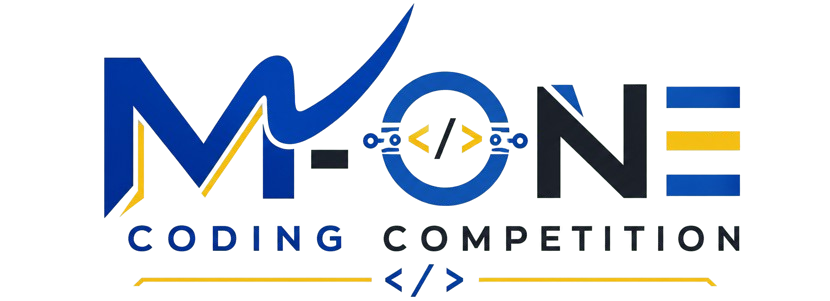 M-ONE
</>
CODING COMPETITION
</>